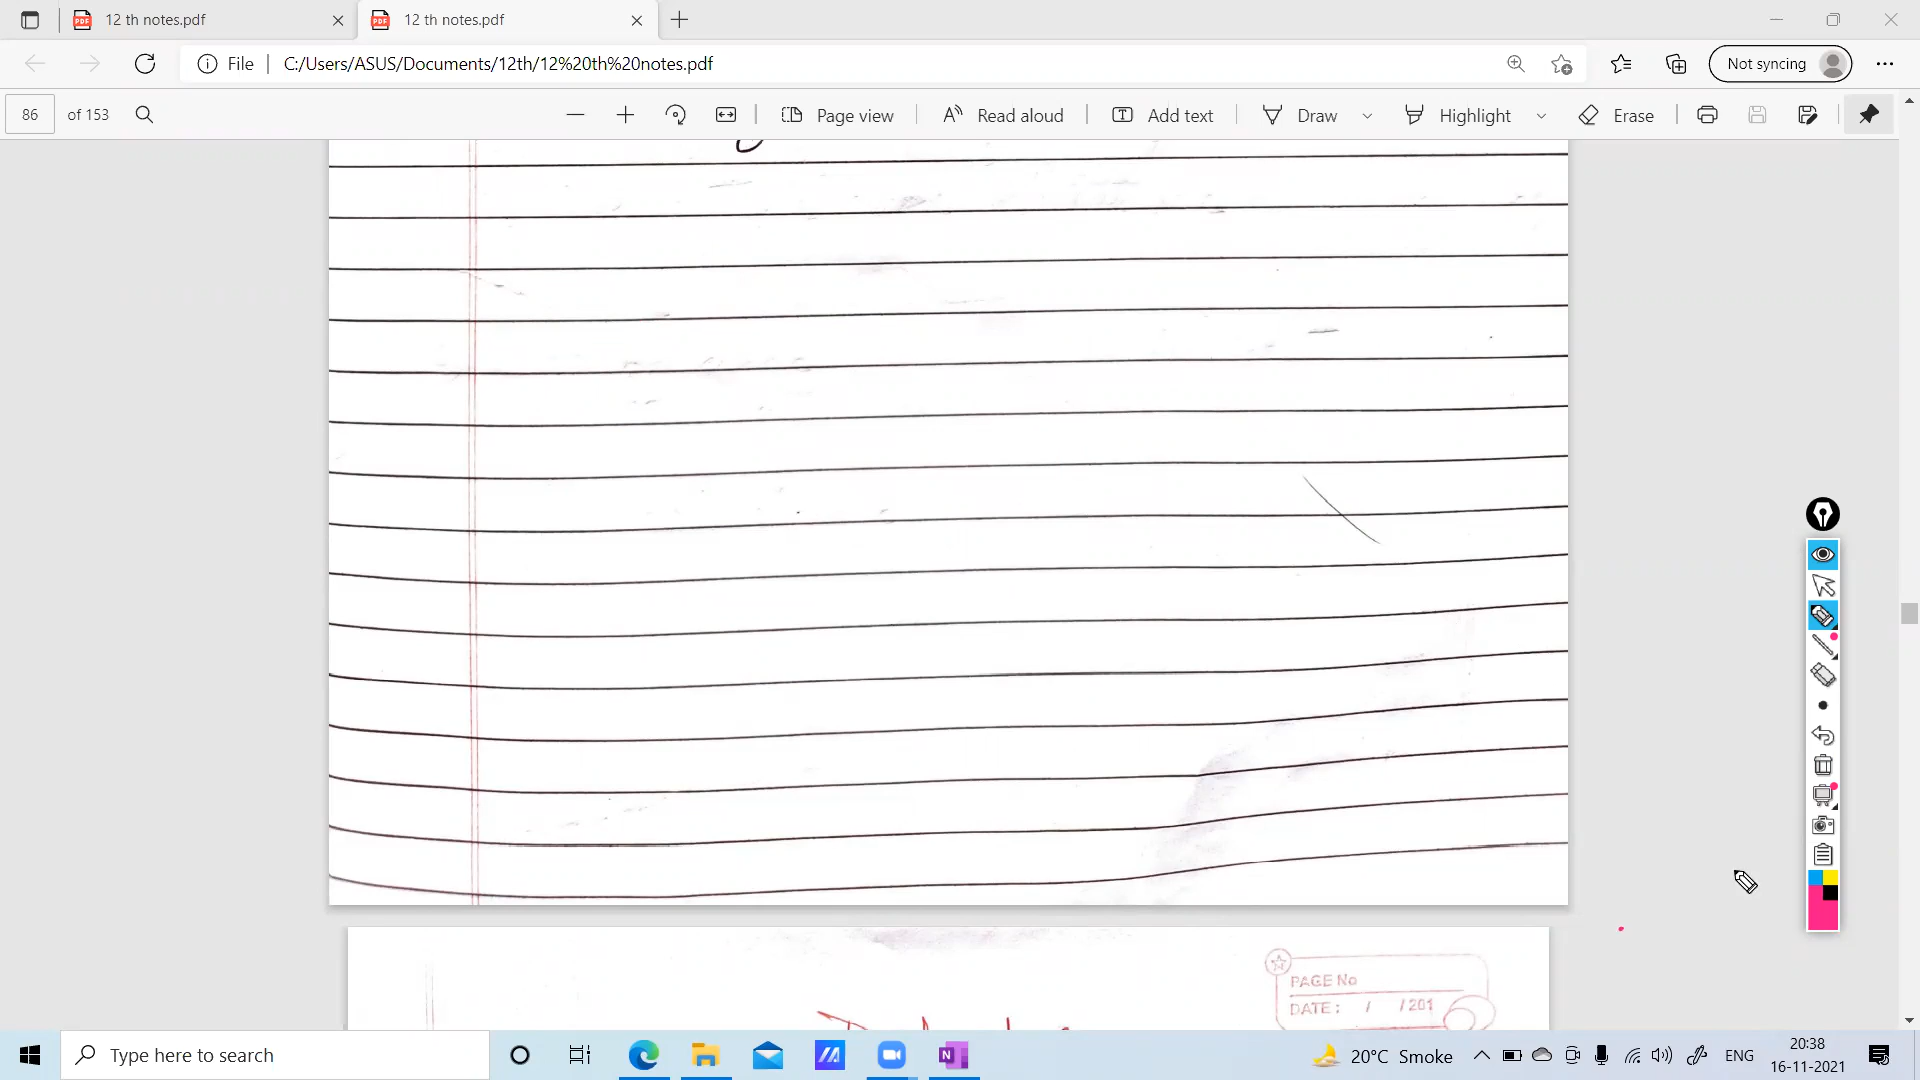 12 th notes.pdf
12 th notes.pdf
File
C:/Users/ASUS/Documents/12th/12%20th%20notes.pdf
Not syncing
86 of 153
Page view
Read aloud
Add text
Draw
Highlight
Erase
PAGE No
DATE: / /201
Type here to search
20°C Smoke
ENG
20:38
16-11-2021